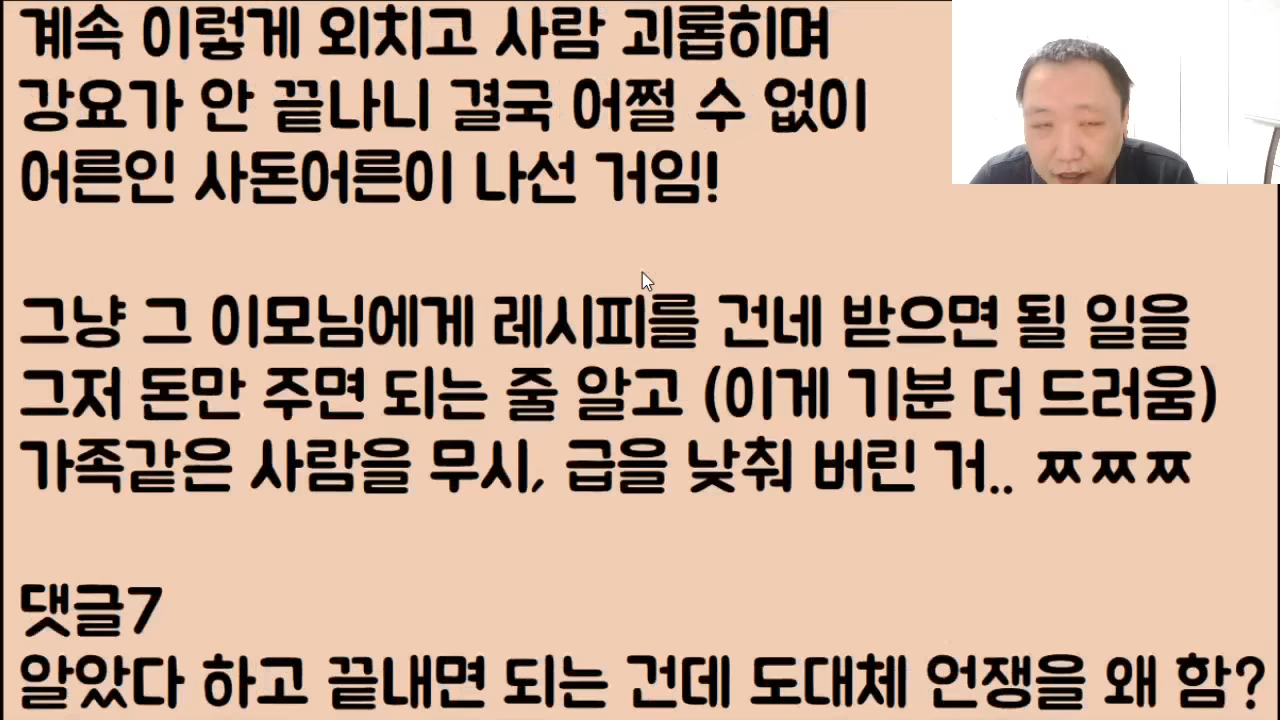 계속 이렇게 외치고 사람 괴롭히며
강요가 안 끝나니 결국 어쩔 수 없이
어른인 사돈어른이 나선 거임!
그냥 그 이모님에게 레시피를 건네 받으면 될 일을
그저 돈만 주면 되는 줄 알고 (이게 기분 더 드러움)
가족같은 사람을 무시, 급을 낮춰 버린 거.. ㅉㅉㅉ
댓글7
알았다 하고 끝내면 되는 건데 도대체 언쟁을 왜 함?